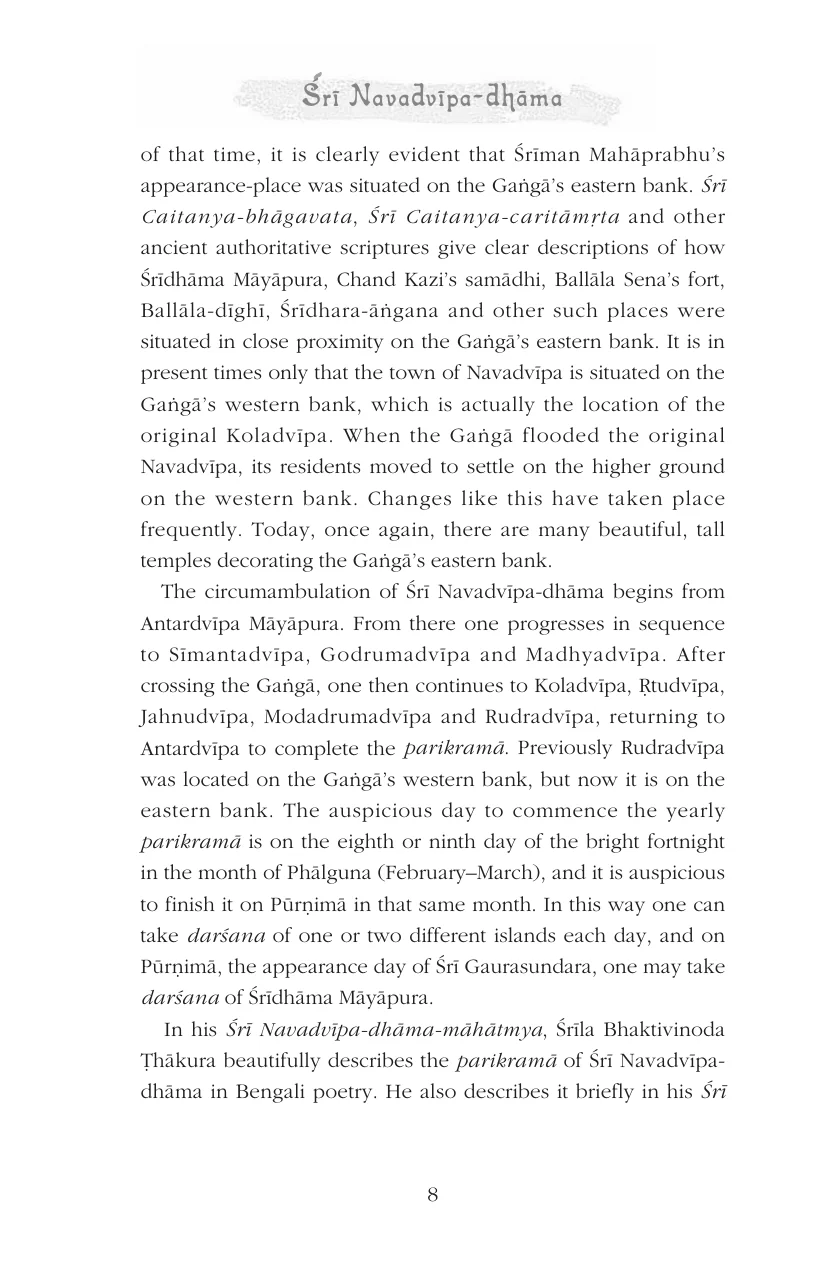 Śrī Navadvīpa-dhāma
of that time, it is clearly evident that Śrīman Mahāprabhu’s
appearance-place was situated on the Gaṅgā’s eastern bank. Śrī
Caitanya-bhāgavata, Śrī Caitanya-caritāmṛta and other
ancient authoritative scriptures give clear descriptions of how
Śrīdhāma Māyāpura, Chand Kazi’s samādhi, Ballāla Sena’s fort,
Ballāla-dīghī, Śrīdhara-āṅgana and other such places were
situated in close proximity on the Gaṅgā’s eastern bank. It is in
present times only that the town of Navadvīpa is situated on the
Gaṅgā’s western bank, which is actually the location of the
original Koladvīpa. When the Gaṅgā flooded the original
Navadvīpa, its residents moved to settle on the higher ground
on the western bank. Changes like this have taken place
frequently. Today, once again, there are many beautiful, tall
temples decorating the Gaṅgā’s eastern bank.
The circumambulation of Śrī Navadvīpa-dhāma begins from
Antardvīpa Māyāpura. From there one progresses in sequence
to Sīmantadvīpa, Godrumadvīpa and Madhyadvīpa. After
crossing the Gaṅgā, one then continues to Koladvīpa, Ṛtudvīpa,
Jahnudvīpa, Modadrumadvīpa and Rudradvīpa, returning to
Antardvīpa to complete the parikramā. Previously Rudradvīpa
was located on the Gaṅgā’s western bank, but now it is on the
eastern bank. The auspicious day to commence the yearly
parikramā is on the eighth or ninth day of the bright fortnight
in the month of Phālguna (February–March), and it is auspicious
to finish it on Pūrṇimā in that same month. In this way one can
take darśana of one or two different islands each day, and on
Pūrṇimā, the appearance day of Śrī Gaurasundara, one may take
darśana of Śrīdhāma Māyāpura.
In his Śrī Navadvīpa-dhāma-māhātmya, Śrīla Bhaktivinoda
Ṭhākura beautifully describes the parikramā of Śrī Navadvīpa-
dhāma in Bengali poetry. He also describes it briefly in his Śrī
8